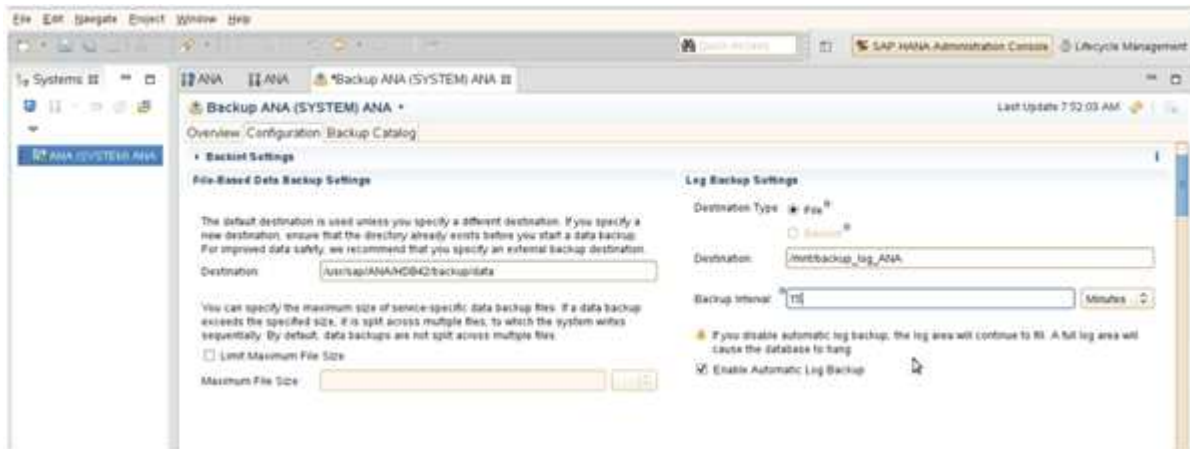 File Edit Navigate Project Window Help
Quick Access
SAP HANA Administration Console
Lifecycle Management
Systems
ANA
ANA
*Backup ANA (SYSTEM) ANA
ANA (SYSTEM) ANA
Backup ANA (SYSTEM) ANA
Last Update 7:52:03 AM
Overview Configuration Backup Catalog
Backint Settings
File-Based Data Backup Settings
The default destination is used unless you specify a different destination. If you specify a
new destination, ensure that the directory already exists before you start a data backup.
For improved data safety, we recommend that you specify an external backup destination.
Destination
/usr/sap/ANA/HDB42/backup/data
You can specify the maximum size of service-specific data backup files. If a data backup
exceeds the specified size, it is split across multiple files, to which the system writes
sequentially. By default, data backups are not split across multiple files
Limit Maximum File Size
Maximum File Size
Log Backup Settings
Destination Type
File
Backint
Destination
/mnt/backup_log_ANA
Backup Interval
15
Minutes
If you disable automatic log backup, the log area will continue to fill. A full log area will
cause the database to hang
Enable Automatic Log Backup